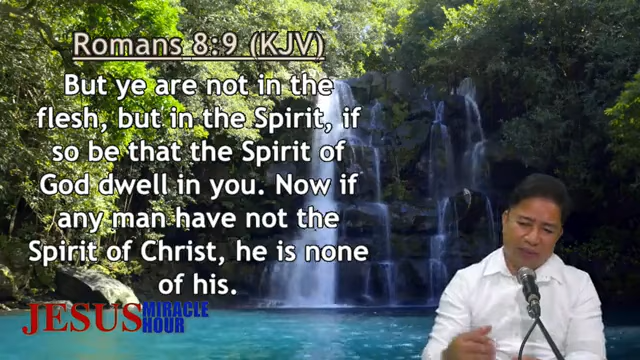 Romans 8:9 (KJV)
But ye are not in the
flesh, but in the Spirit, if
so be that the Spirit of
God dwell in you. Now if
any man have not the
Spirit of Christ, he is none
of his.
JESUS MIRACLE
HOUR